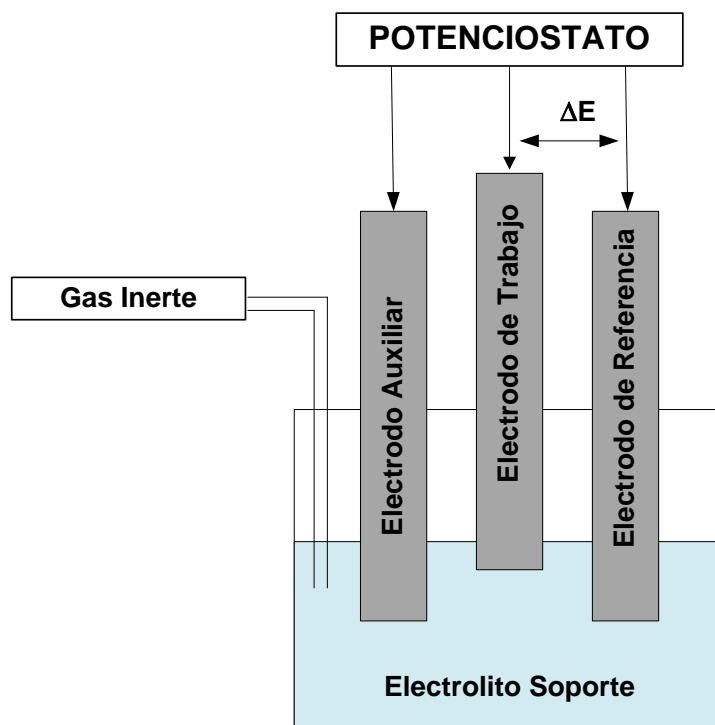 POTENCIOSTATO
ΔE
Gas Inerte
Electrodo Auxiliar
Electrodo de Trabajo
Electrodo de Referencia
Electrolito Soporte